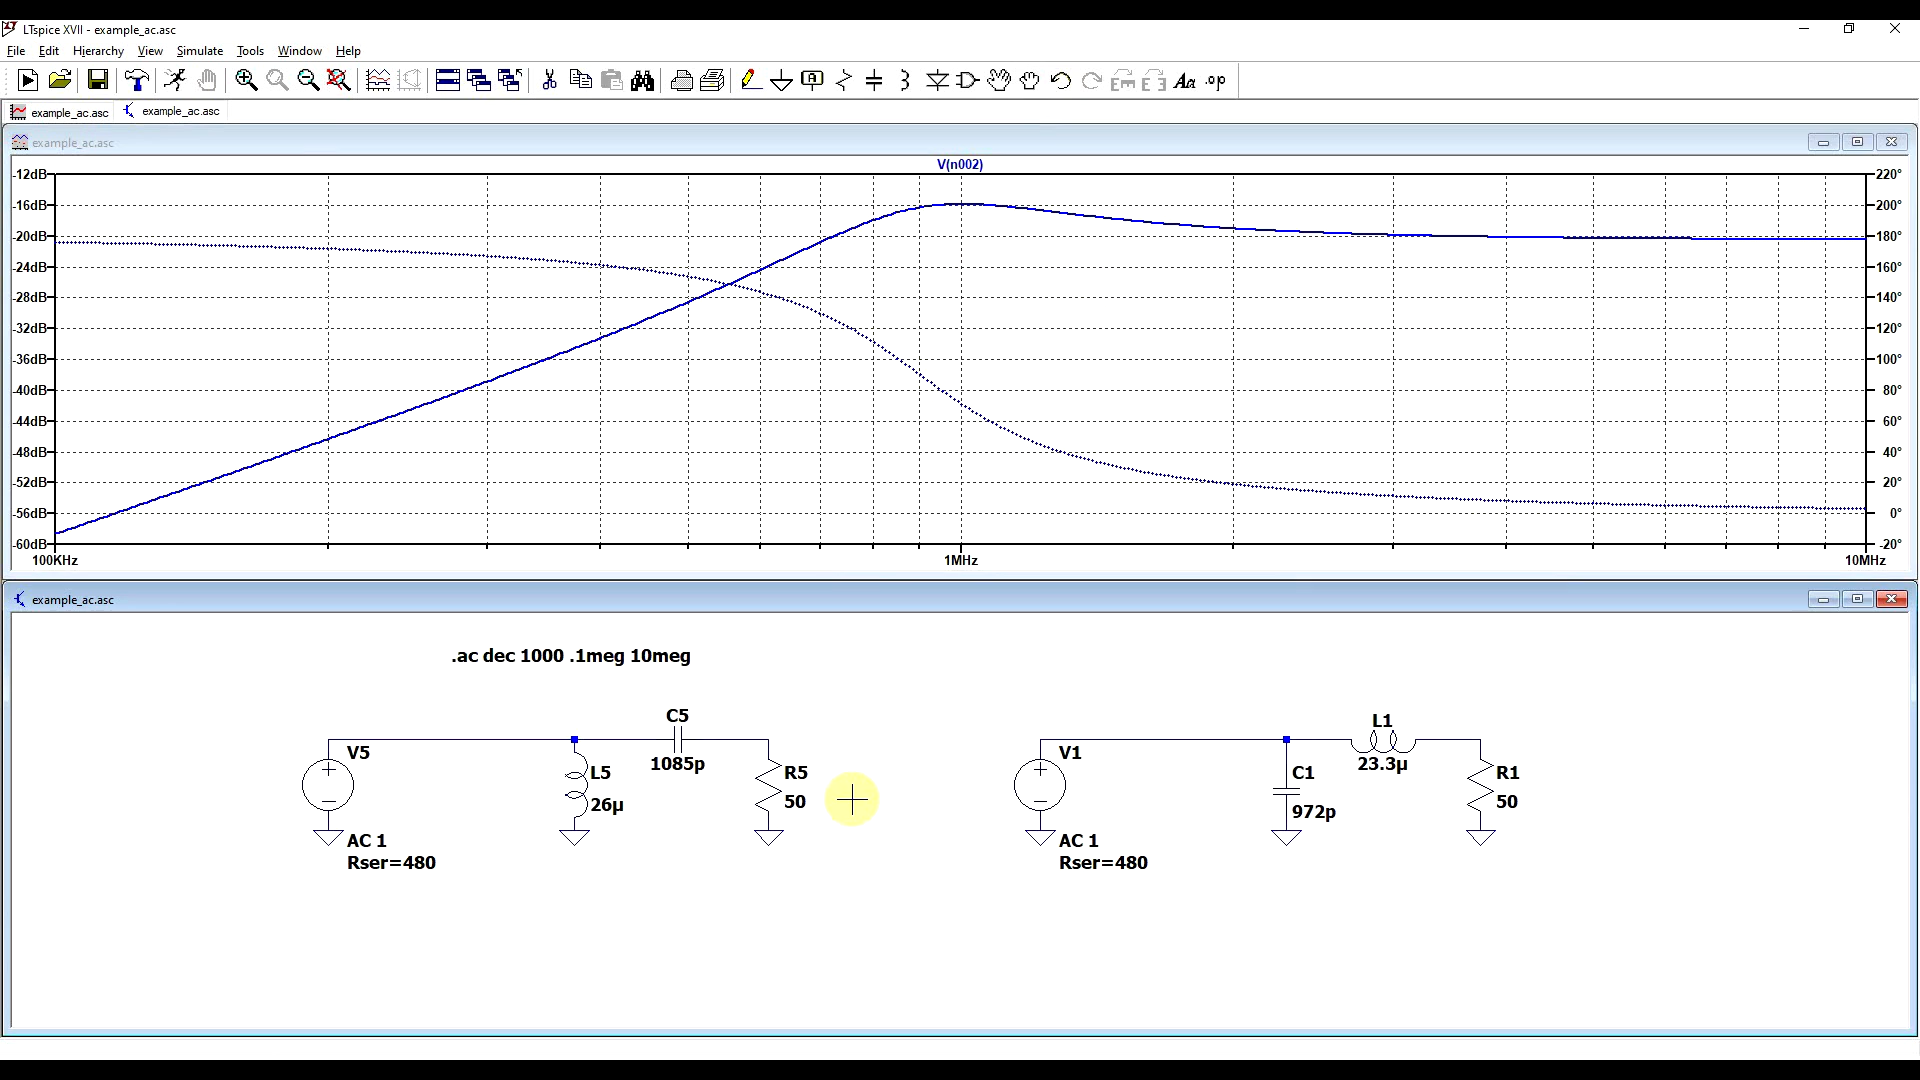 LTspice XVII - example_ac.asc
File Edit Hierarchy View Simulate Tools Window Help
.op
example_ac.asc example_ac.asc
example_ac.asc
V(n002)
-12dB 220°
-16dB 200°
-20dB 180°
-24dB 160°
-28dB 140°
-32dB 120°
-36dB 100°
-40dB 80°
-44dB 60°
-48dB 40°
-52dB 20°
-56dB 0°
-60dB -20°
100KHz 1MHz 10MHz
example_ac.asc
.ac dec 1000 .1meg 10meg
C5 L1
V5 V1
1085p 23.3µ
L5 R5 C1 R1
26µ 50 972p 50
AC 1 AC 1
Rser=480 Rser=480